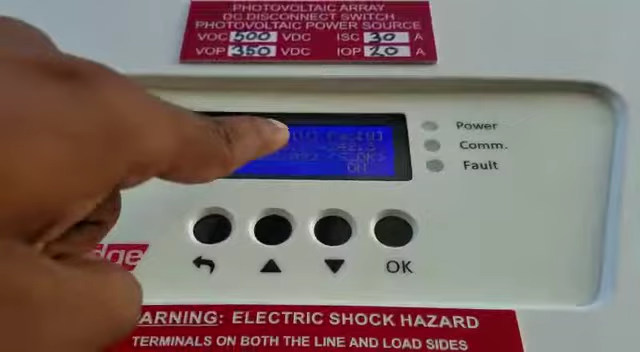 PHOTOVOLTAIC ARRAY
DC DISCONNECT SWITCH
PHOTOVOLTAIC POWER SOURCE
VOC 500 VDC ISC 30 A
VOP 350 VDC IOP 20 A
Power
Comm.
Fault
OK
WARNING: ELECTRIC SHOCK HAZARD
TERMINALS ON BOTH THE LINE AND LOAD SIDES